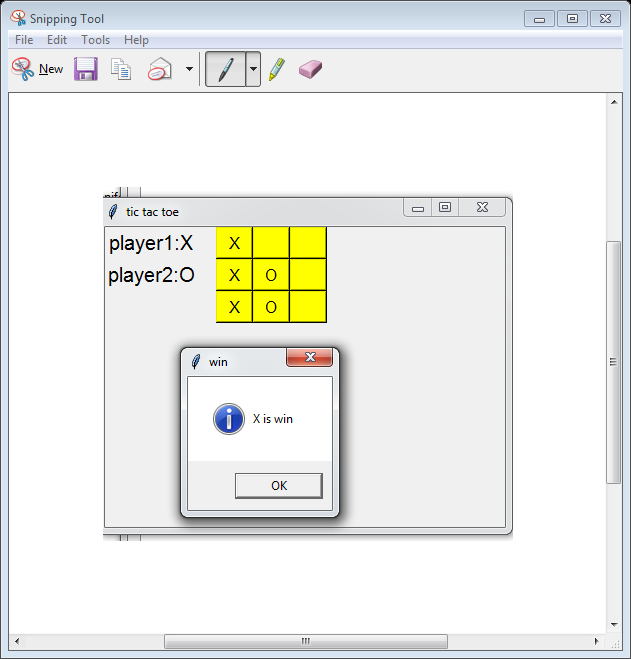 Snipping Tool
File Edit Tools Help
New
tic tac toe
player1:X X
player2:O X O
X O
win
X is win
OK